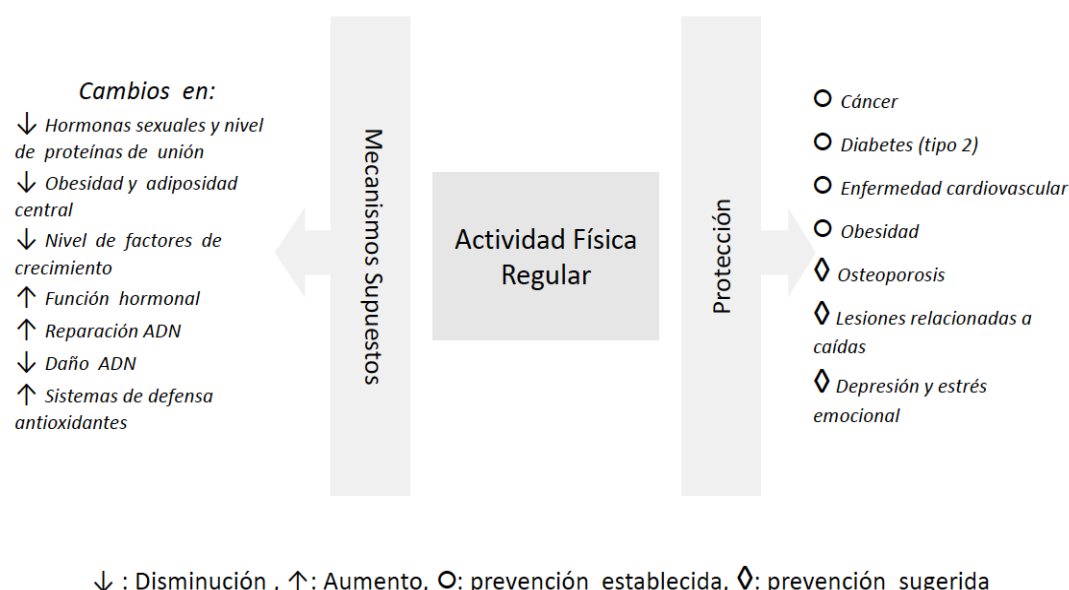 Cambios en:
↓ Hormonas sexuales y nivel
de proteínas de unión
↓ Obesidad y adiposidad
central
↓ Nivel de factores de
crecimiento
↑ Función hormonal
↑ Reparación ADN
↓ Daño ADN
↑ Sistemas de defensa
antioxidantes
Mecanismos Supuestos
Actividad Física
Regular
Protección
O Cáncer
O Diabetes (tipo 2)
O Enfermedad cardiovascular
O Obesidad
◊ Osteoporosis
◊ Lesiones relacionadas a
caídas
◊ Depresión y estrés
emocional
↓ : Disminución , ↑: Aumento, O: prevención establecida, ◊: prevención sugerida